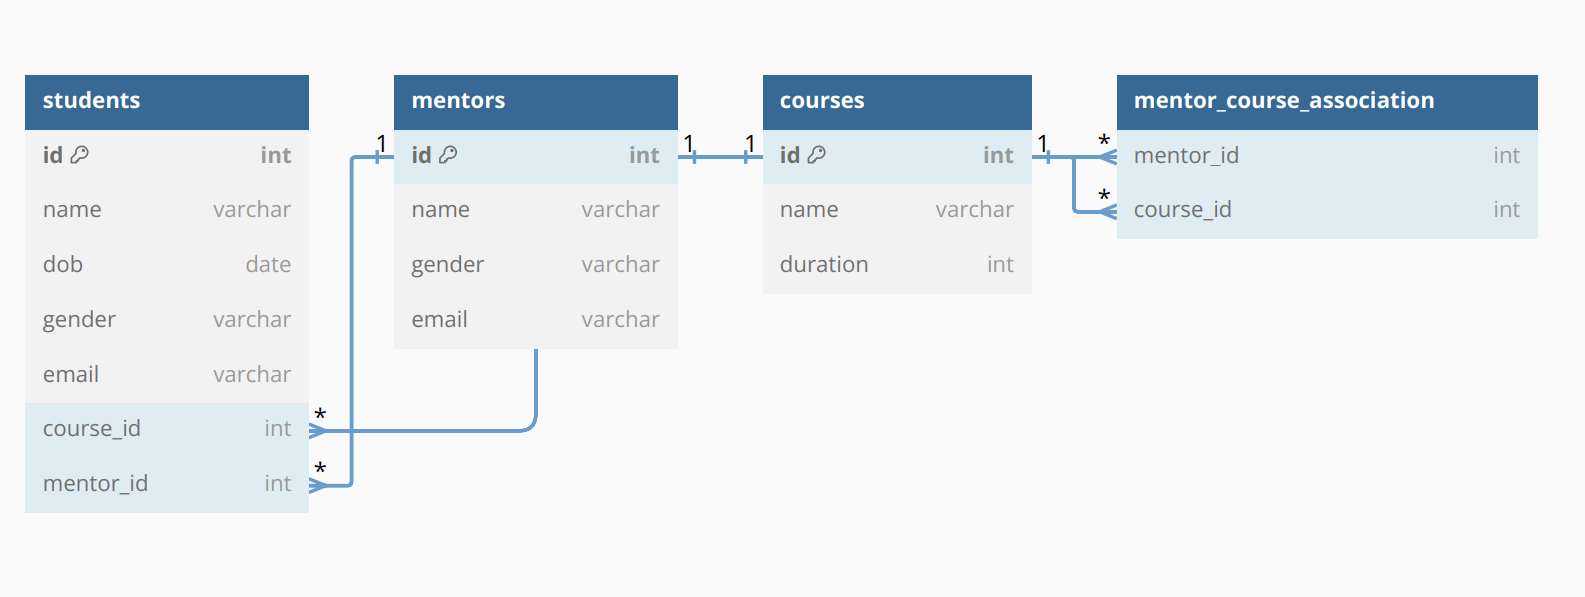 students
id int
name varchar
dob date
gender varchar
email varchar
* course_id int
* mentor_id int
mentors
1 id int 1
name varchar
gender varchar
email varchar
courses
1 id int 1
name varchar
duration int
mentor_course_association
* mentor_id int
* course_id int